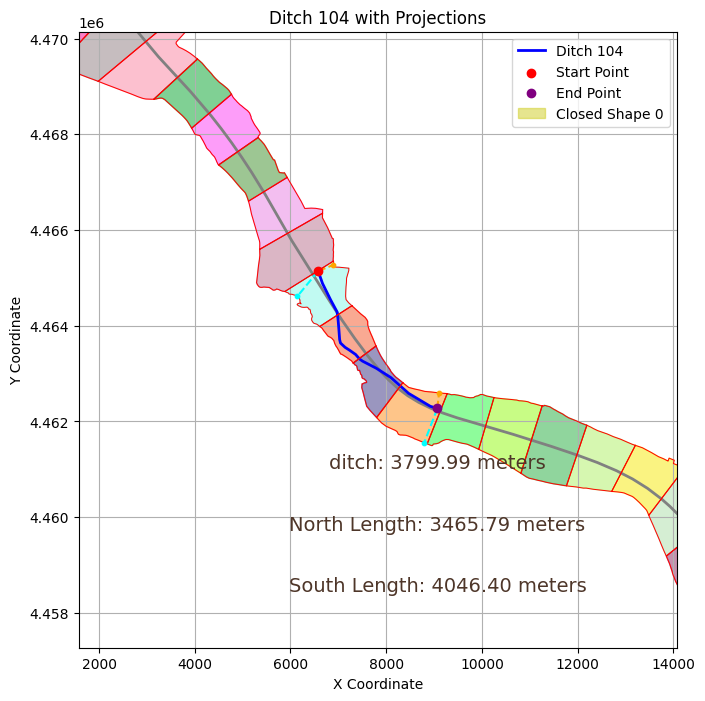 Ditch 104 with Projections
1e6
Ditch 104
Start Point
End Point
Closed Shape 0
4.470
4.468
4.466
4.464
4.462
4.460
4.458
Y Coordinate
ditch: 3799.99 meters
North Length: 3465.79 meters
South Length: 4046.40 meters
2000 4000 6000 8000 10000 12000 14000
X Coordinate